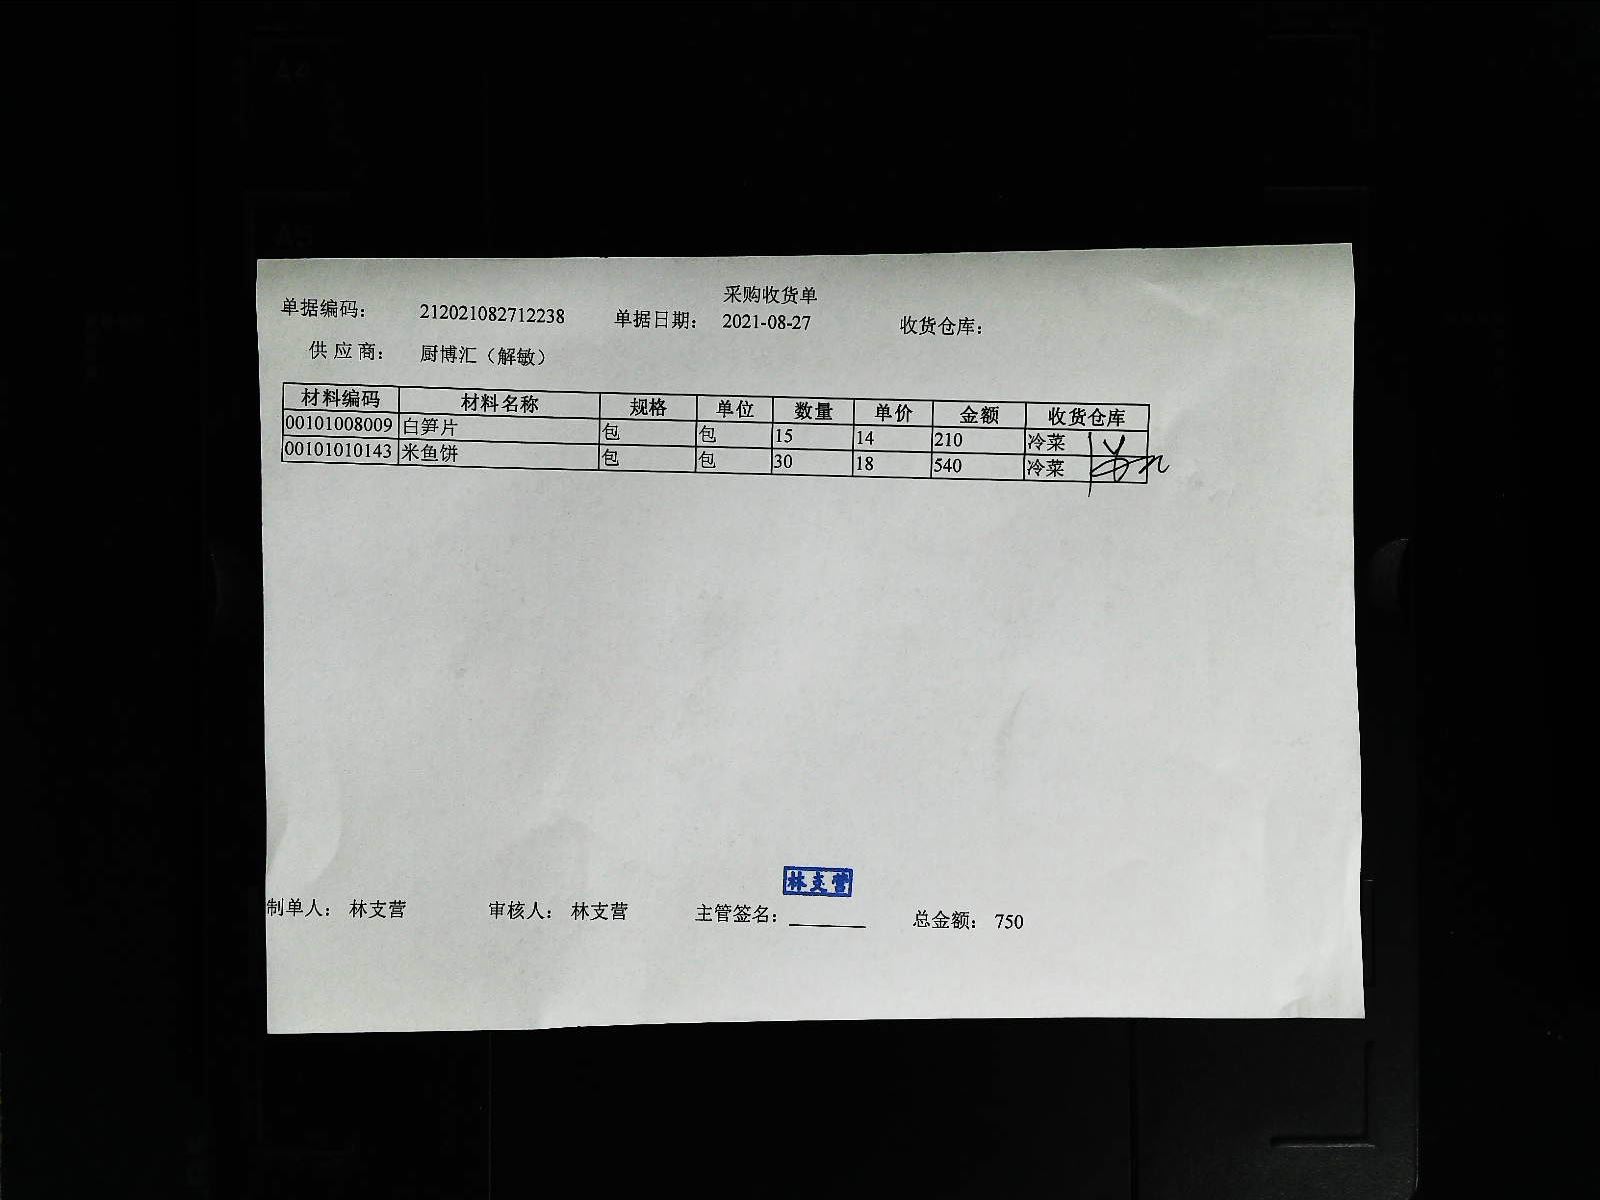 A4
A5
采购收货单
单据编码： 212021082712238 单据日期： 2021-08-27 收货仓库：
供应商： 厨博汇（解敏）
材料编码 材料名称 规格 单位 数量 单价 金额 收货仓库
00101008009 白笋片 包 包 15 14 210 冷菜
00101010143 米鱼饼 包 包 30 18 540 冷菜
林支营
制单人： 林支营 审核人： 林支营 主管签名： 总金额： 750